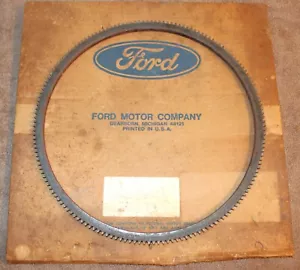 Ford
FORD MOTOR COMPANY
DEARBORN, MICHIGAN 48121
PRINTED IN U.S.A.